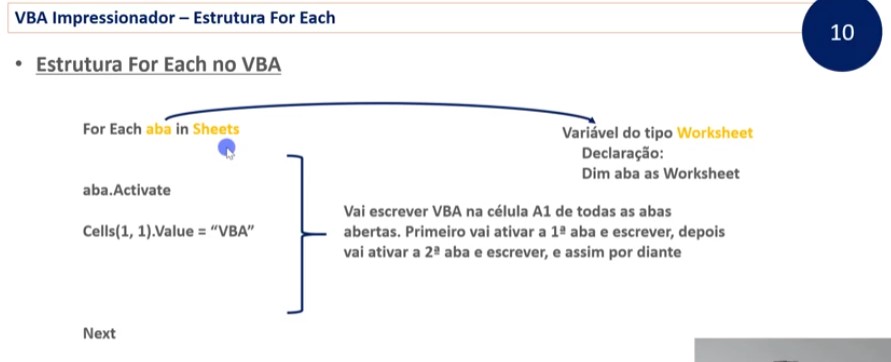 VBA Impressionador – Estrutura For Each
10
• Estrutura For Each no VBA
For Each aba in Sheets
Variável do tipo Worksheet
Declaração:
Dim aba as Worksheet
aba.Activate
Cells(1, 1).Value = “VBA”
Vai escrever VBA na célula A1 de todas as abas
abertas. Primeiro vai ativar a 1ª aba e escrever, depois
vai ativar a 2ª aba e escrever, e assim por diante
Next